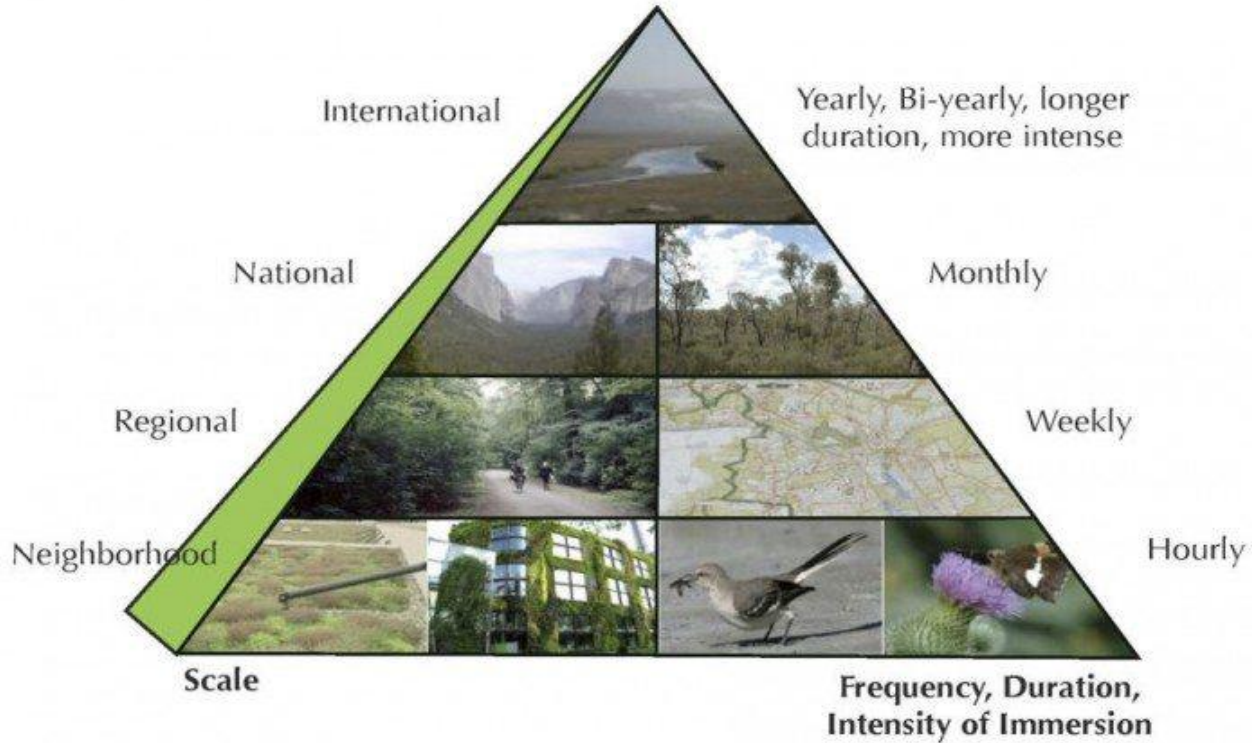 International
Yearly, Bi-yearly, longer
duration, more intense
National
Monthly
Regional
Weekly
Neighborhood
Hourly
Scale
Frequency, Duration,
Intensity of Immersion